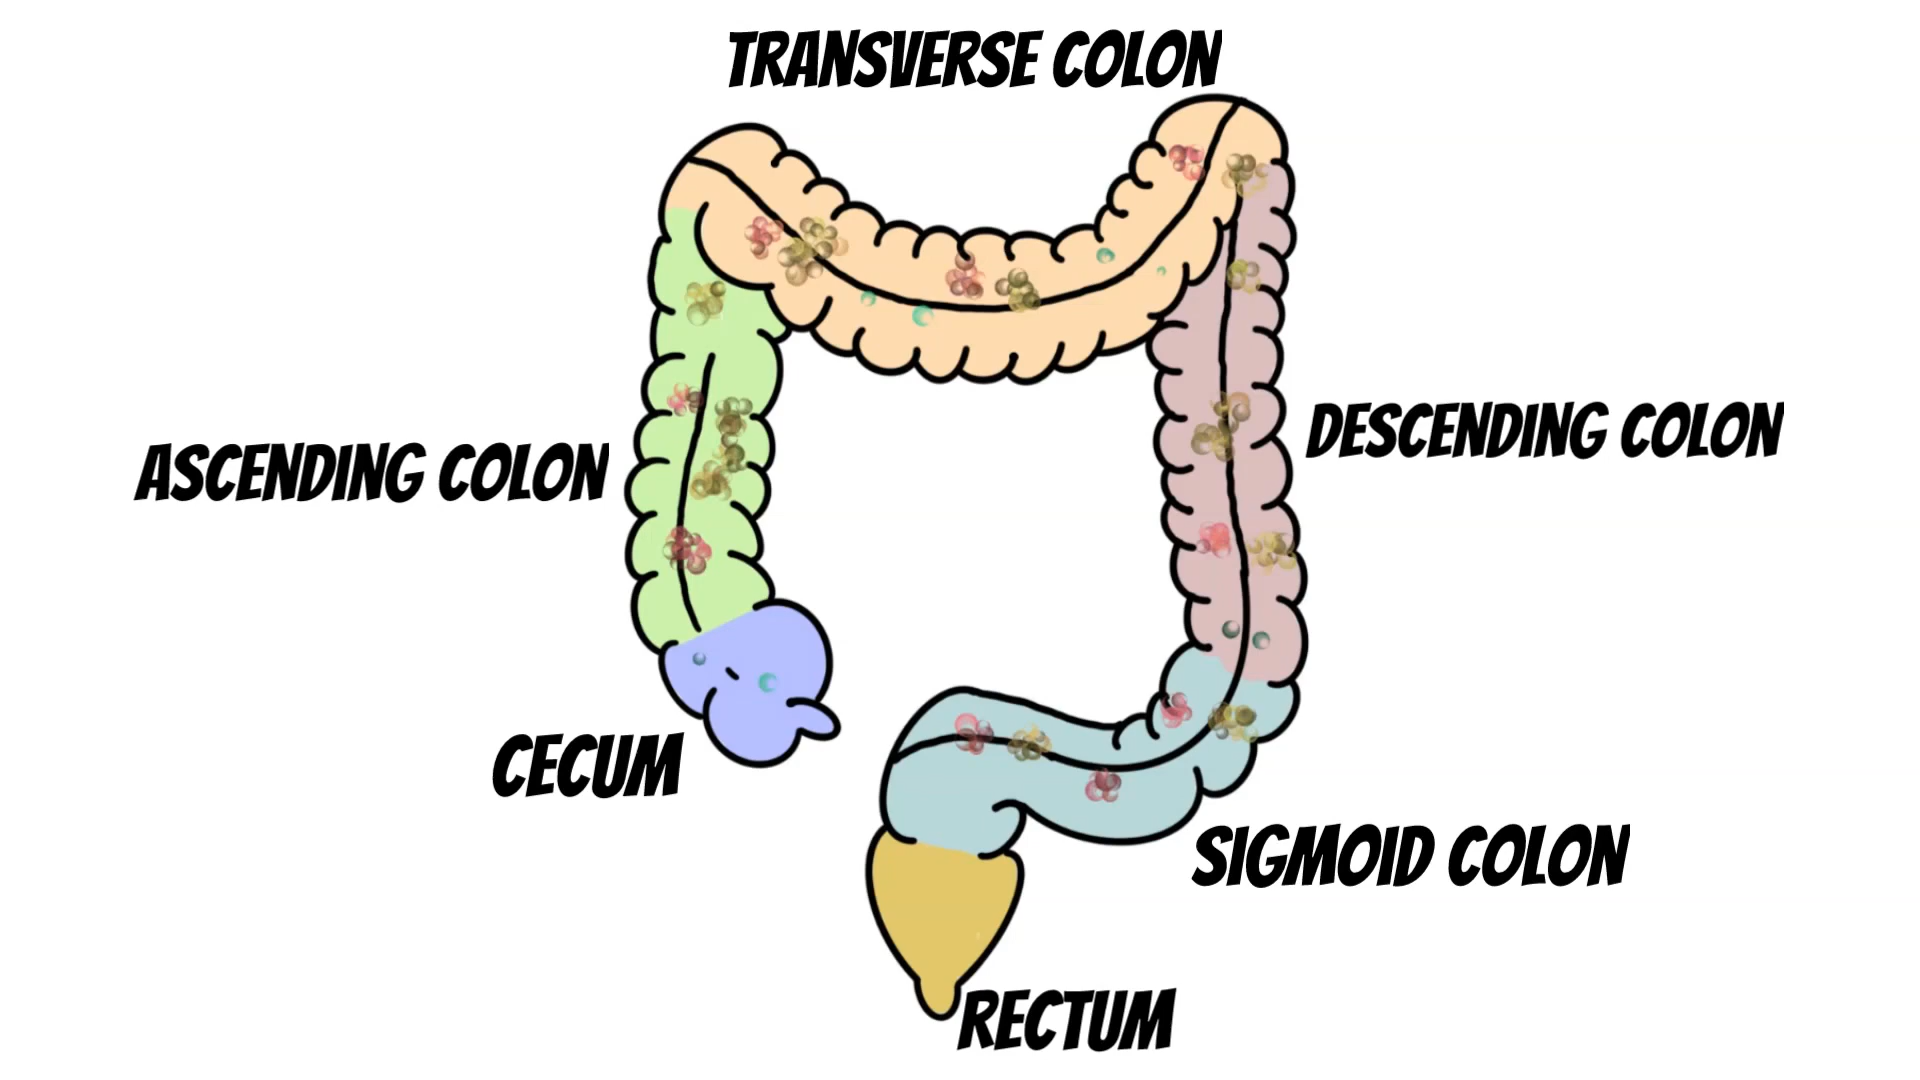 TRANSVERSE COLON
DESCENDING COLON
ASCENDING COLON
CECUM
SIGMOID COLON
RECTUM